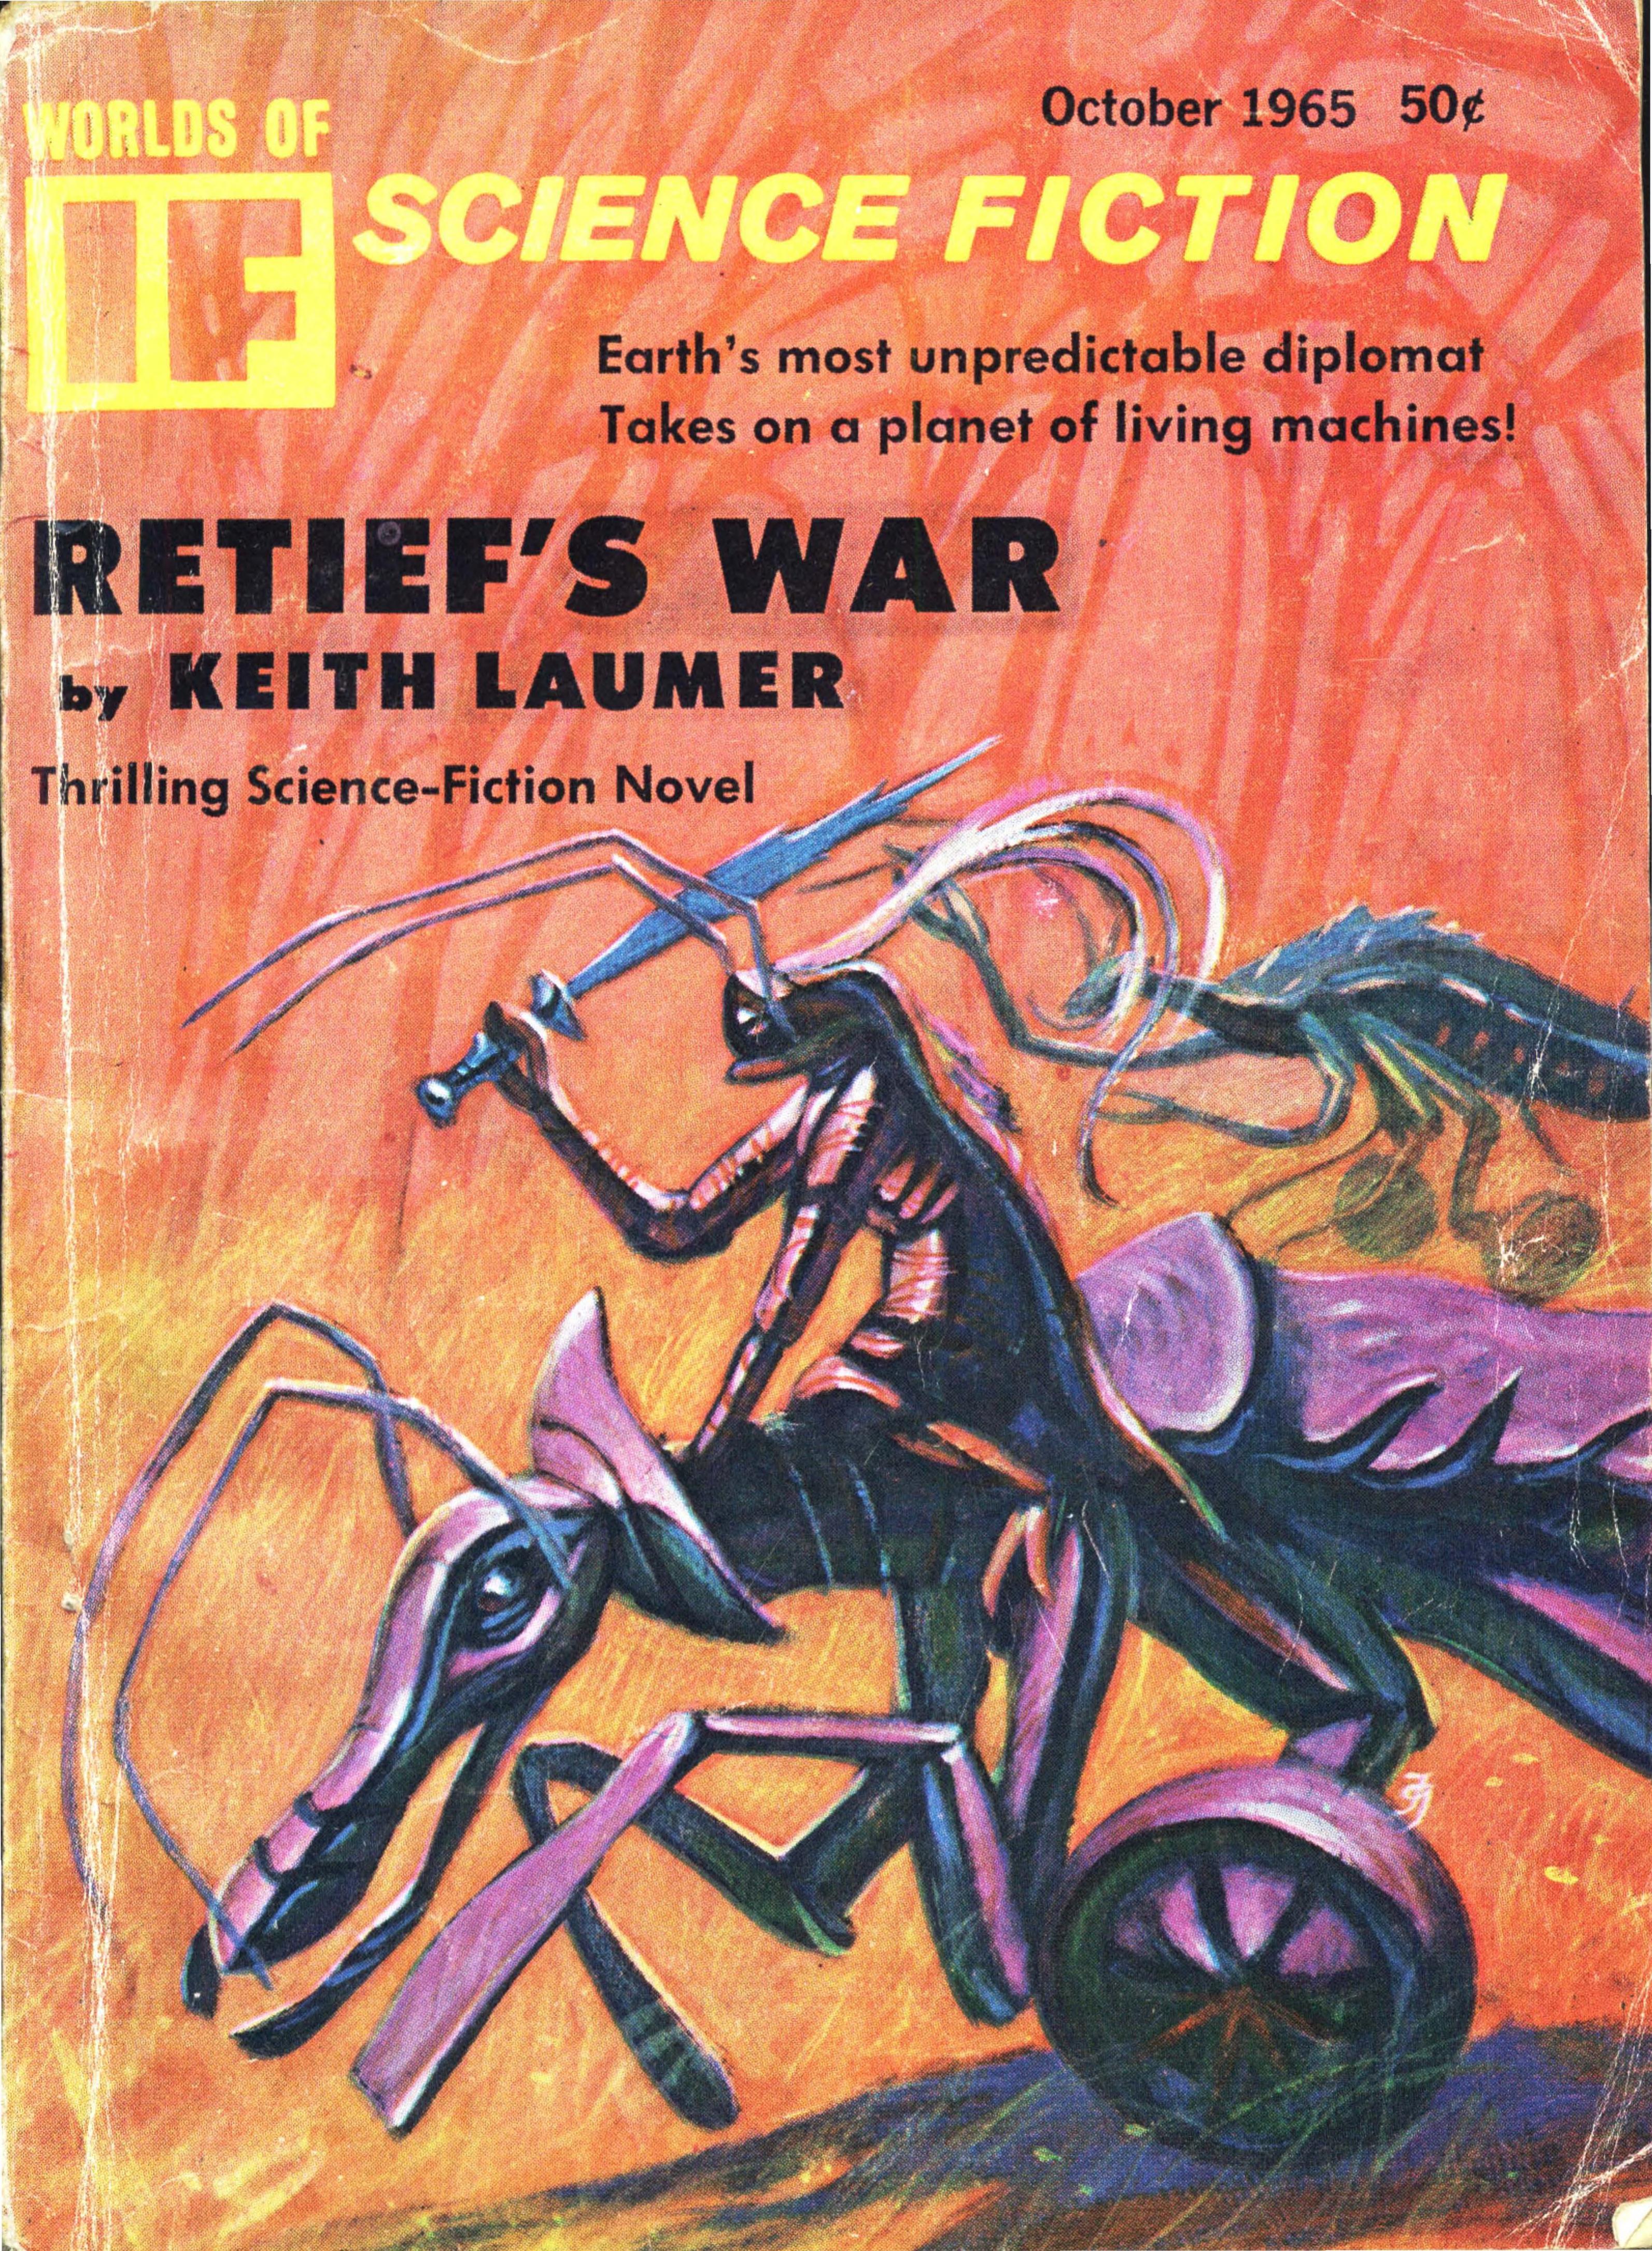 October 1965 50¢
WORLDS OF
IF SCIENCE FICTION
Earth's most unpredictable diplomat
Takes on a planet of living machines!
RETIEF'S WAR
by KEITH LAUMER
Thrilling Science-Fiction Novel